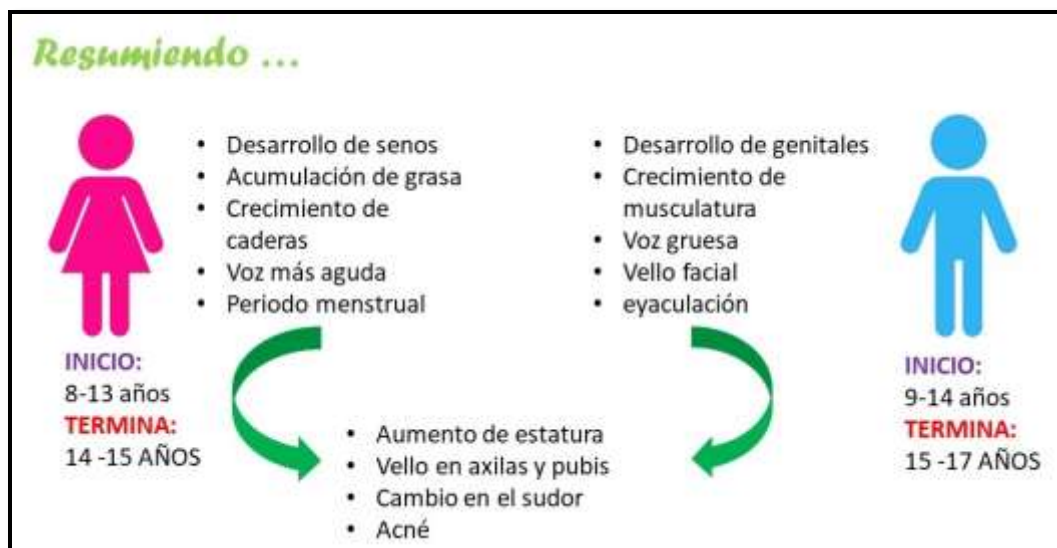 Resumiendo ...
• Desarrollo de senos
• Acumulación de grasa
• Crecimiento de
caderas
• Voz más aguda
• Periodo menstrual
• Desarrollo de genitales
• Crecimiento de
musculatura
• Voz gruesa
• Vello facial
• eyaculación
INICIO:
8-13 años
TERMINA:
14 -15 AÑOS
INICIO:
9-14 años
TERMINA:
15 -17 AÑOS
• Aumento de estatura
• Vello en axilas y pubis
• Cambio en el sudor
• Acné